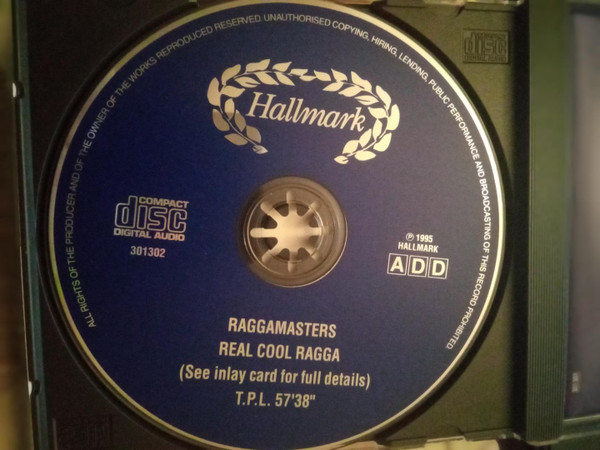 ALL RIGHTS OF THE PRODUCER AND OF THE OWNER OF THE WORKS REPRODUCED RESERVED. UNAUTHORISED COPYING, HIRING, LENDING, PUBLIC PERFORMANCE AND BROADCASTING OF THIS RECORD PROHIBITED.
Hallmark
COMPACT
disc
DIGITAL AUDIO
301302
℗ 1995
HALLMARK
ADD
RAGGAMASTERS
REAL COOL RAGGA
(See inlay card for full details)
T.P.L. 57'38"
disc